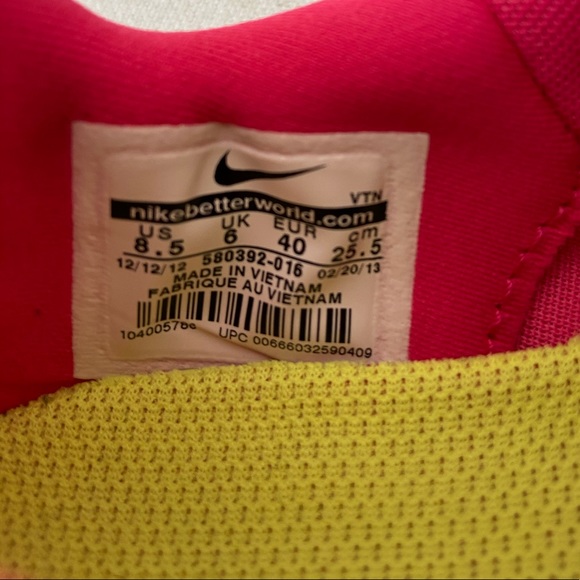 VTN
nikebetterworld.com
US UK EUR cm
8.5 6 40 25.5
12/12/12 580392-016 02/20/13
MADE IN VIETNAM
FABRIQUE AU VIETNAM
UPC 00666032590409